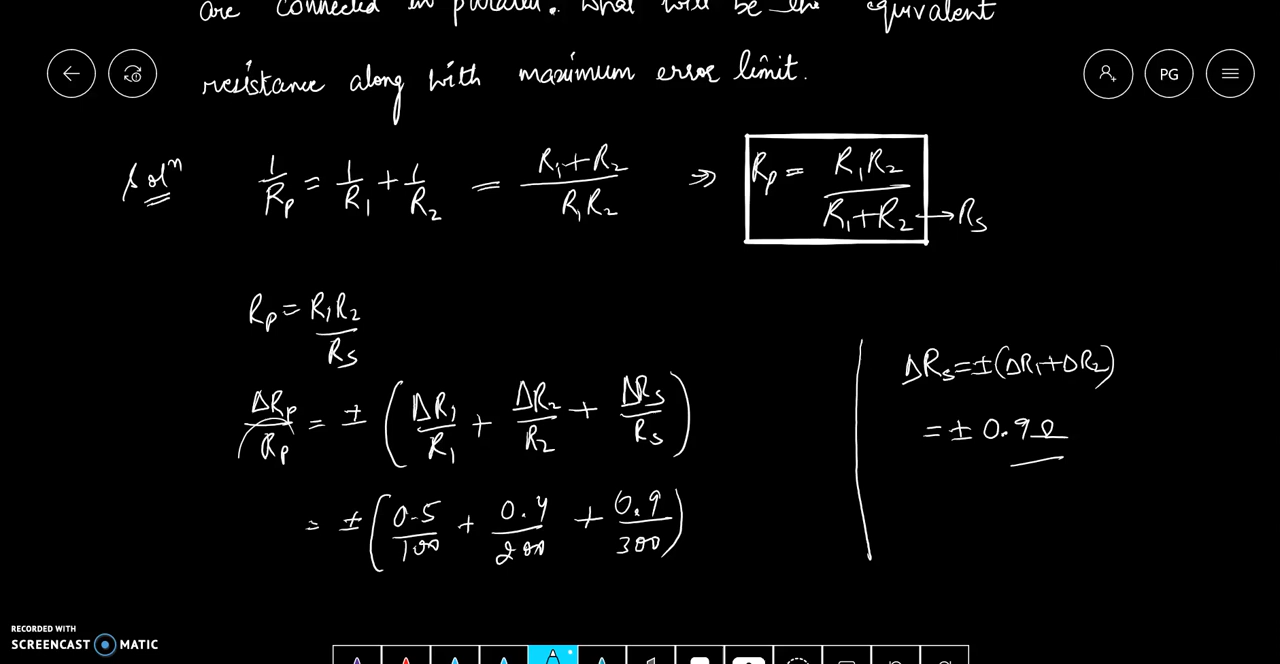 are connected in parallel. What will be the equivalent
resistance along with maximum error limit.
PG
Solⁿ 1/Rp = 1/R1 + 1/R2 = (R1+R2)/(R1R2) ⇒ Rp = R1R2/(R1+R2) → Rs
Rp = R1R2/Rs
ΔRp/Rp = ± (ΔR1/R1 + ΔR2/R2 + ΔRs/Rs)
= ± (0.5/100 + 0.4/200 + 0.9/300)
ΔRs = ±(ΔR1+ΔR2)
= ± 0.9 Ω
RECORDED WITH
SCREENCAST MATIC